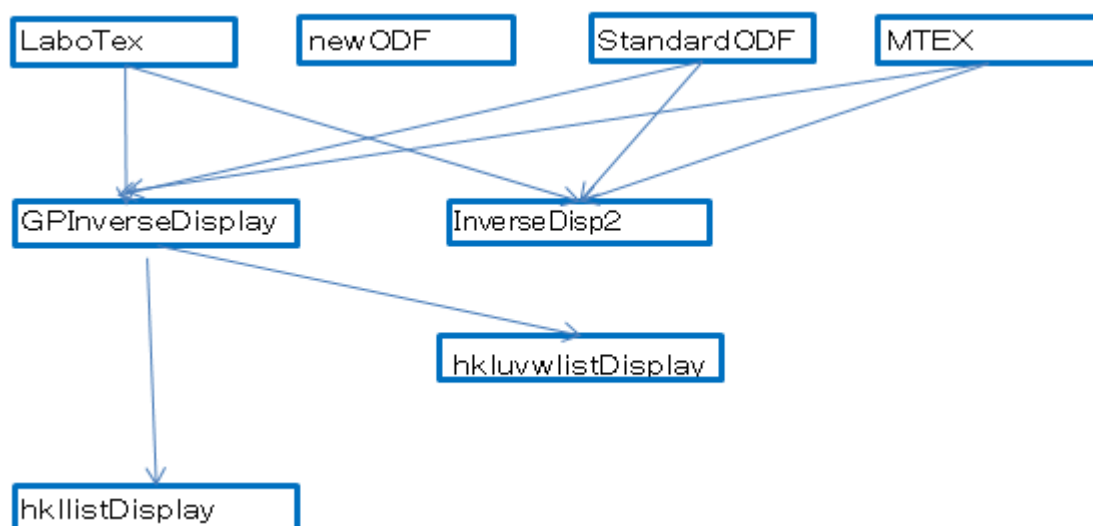 LaboTex
newODF
StandardODF
MTEX
GPInverseDisplay
InverseDisp2
hkluvwlistDisplay
hkllistDisplay